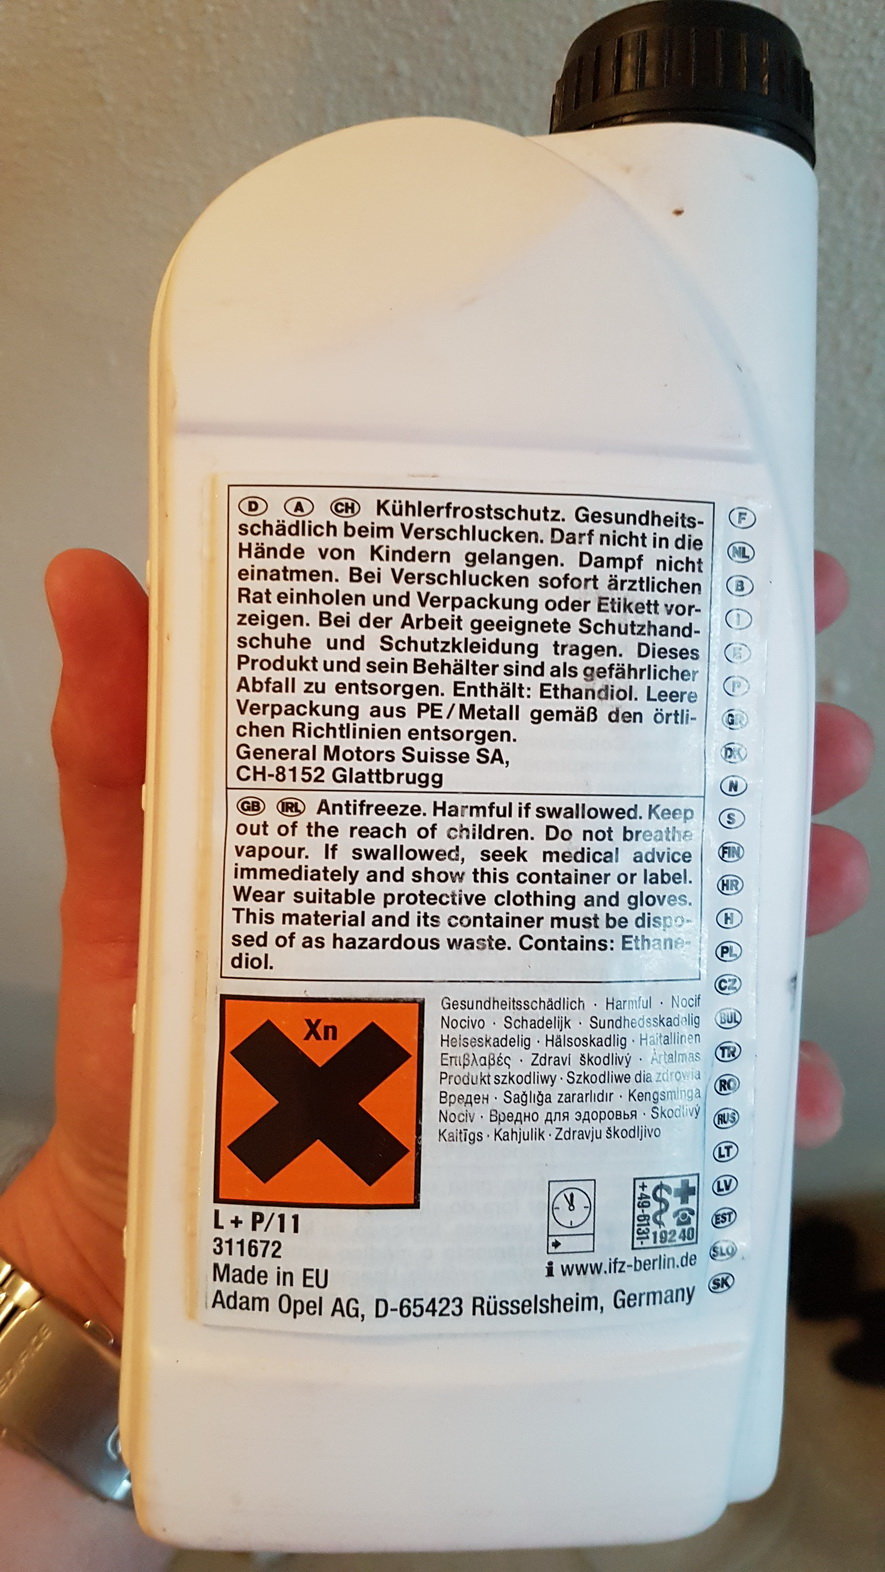 D A CH Kühlerfrostschutz. Gesundheits-
schädlich beim Verschlucken. Darf nicht in die
Hände von Kindern gelangen. Dampf nicht
einatmen. Bei Verschlucken sofort ärztlichen
Rat einholen und Verpackung oder Etikett vor-
zeigen. Bei der Arbeit geeignete Schutzhand-
schuhe und Schutzkleidung tragen. Dieses
Produkt und sein Behälter sind als gefährlicher
Abfall zu entsorgen. Enthält: Ethandiol. Leere
Verpackung aus PE/Metall gemäß den örtli-
chen Richtlinien entsorgen.
General Motors Suisse SA,
CH-8152 Glattbrugg
GB IRL Antifreeze. Harmful if swallowed. Keep
out of the reach of children. Do not breathe
vapour. If swallowed, seek medical advice
immediately and show this container or label.
Wear suitable protective clothing and gloves.
This material and its container must be dispo-
sed of as hazardous waste. Contains: Ethane-
diol.
F
NL
B
I
E
P
GR
DK
N
S
FIN
HR
H
PL
CZ
BUL
TR
RO
RUS
LT
LV
EST
SLO
SK
Xn
Gesundheitsschädlich · Harmful · Nocif
Nocivo · Schadelijk · Sundhedsskadelig
Helseskadelig · Hälsoskadlig · Haitallinen
Επιβλαβές · Zdraví škodlivý · Ártalmas
Produkt szkodliwy · Szkodliwe dla zdrowia
Вреден · Sağlığa zararlıdır · Kengsminga
Nociv · Вредно для здоровья · Škodlivý
Kaitīgs · Kahjulik · Zdravju škodljivo
+49-6131-
19240
L + P/11
311672
Made in EU
i www.ifz-berlin.de
Adam Opel AG, D-65423 Rüsselsheim, Germany